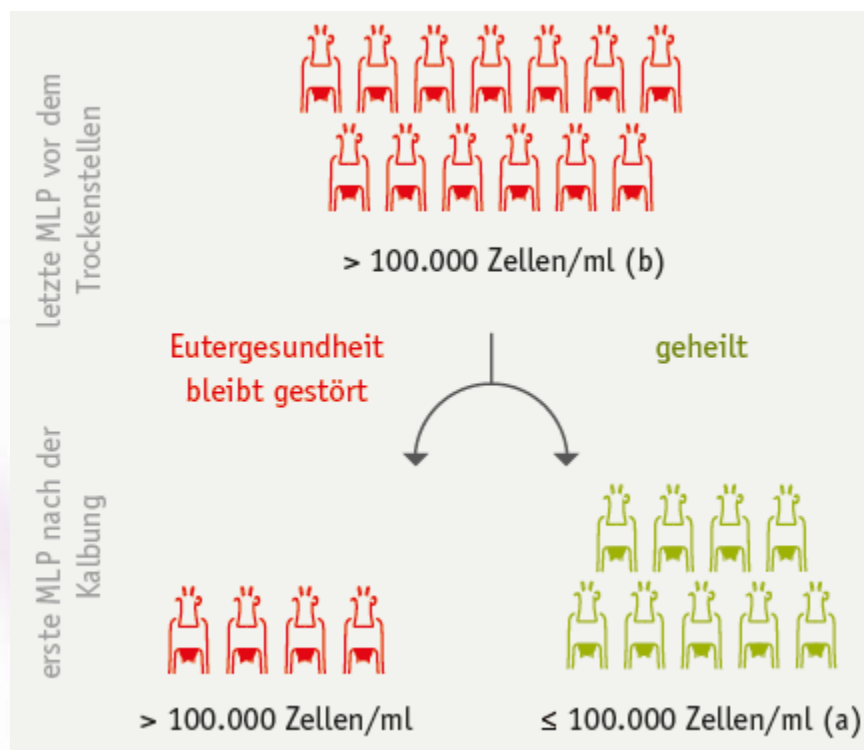 letzte MLP vor dem
Trockenstellen
> 100.000 Zellen/ml (b)
Eutergesundheit
bleibt gestört
geheilt
erste MLP nach der
Kalbung
> 100.000 Zellen/ml
≤ 100.000 Zellen/ml (a)